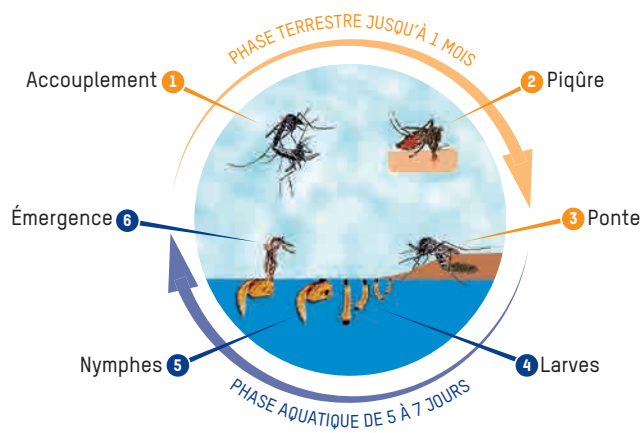 PHASE TERRESTRE JUSQU'À 1 MOIS
Accouplement 1
2 Piqûre
Émergence 6
3 Ponte
Nymphes 5
4 Larves
PHASE AQUATIQUE DE 5 À 7 JOURS